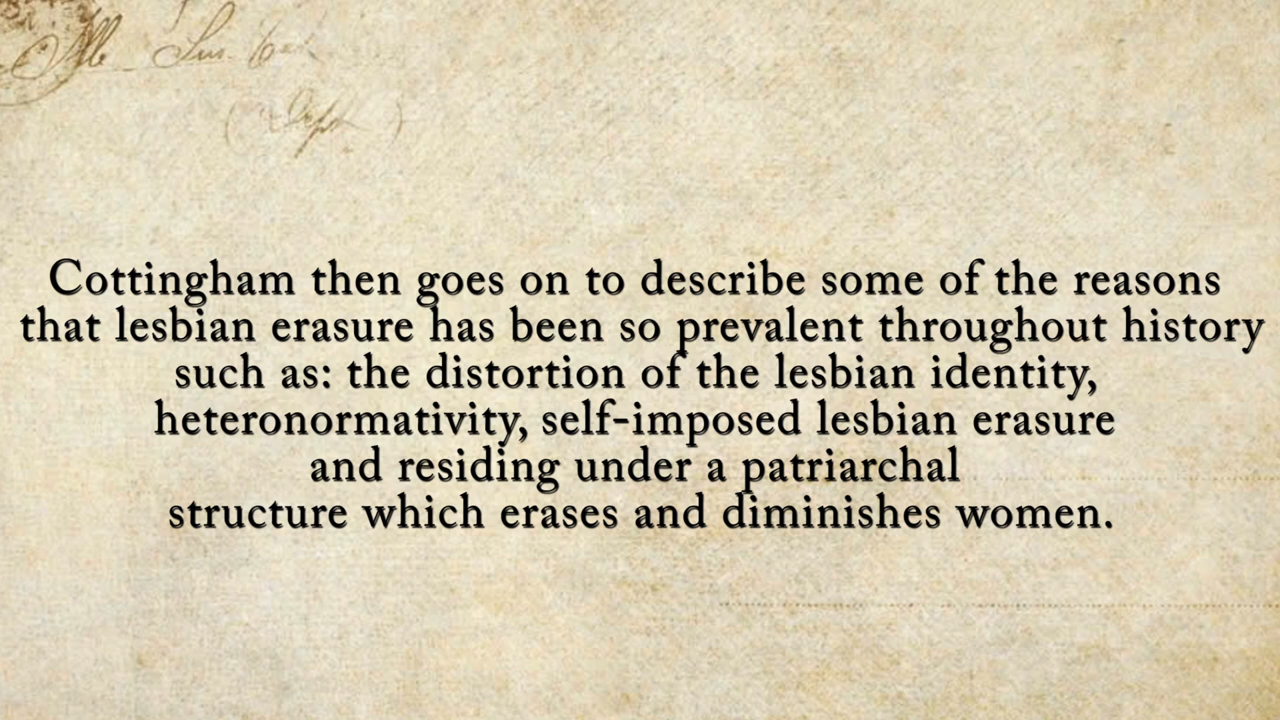 Cottingham then goes on to describe some of the reasons
that lesbian erasure has been so prevalent throughout history
such as: the distortion of the lesbian identity,
heteronormativity, self-imposed lesbian erasure
and residing under a patriarchal
structure which erases and diminishes women.